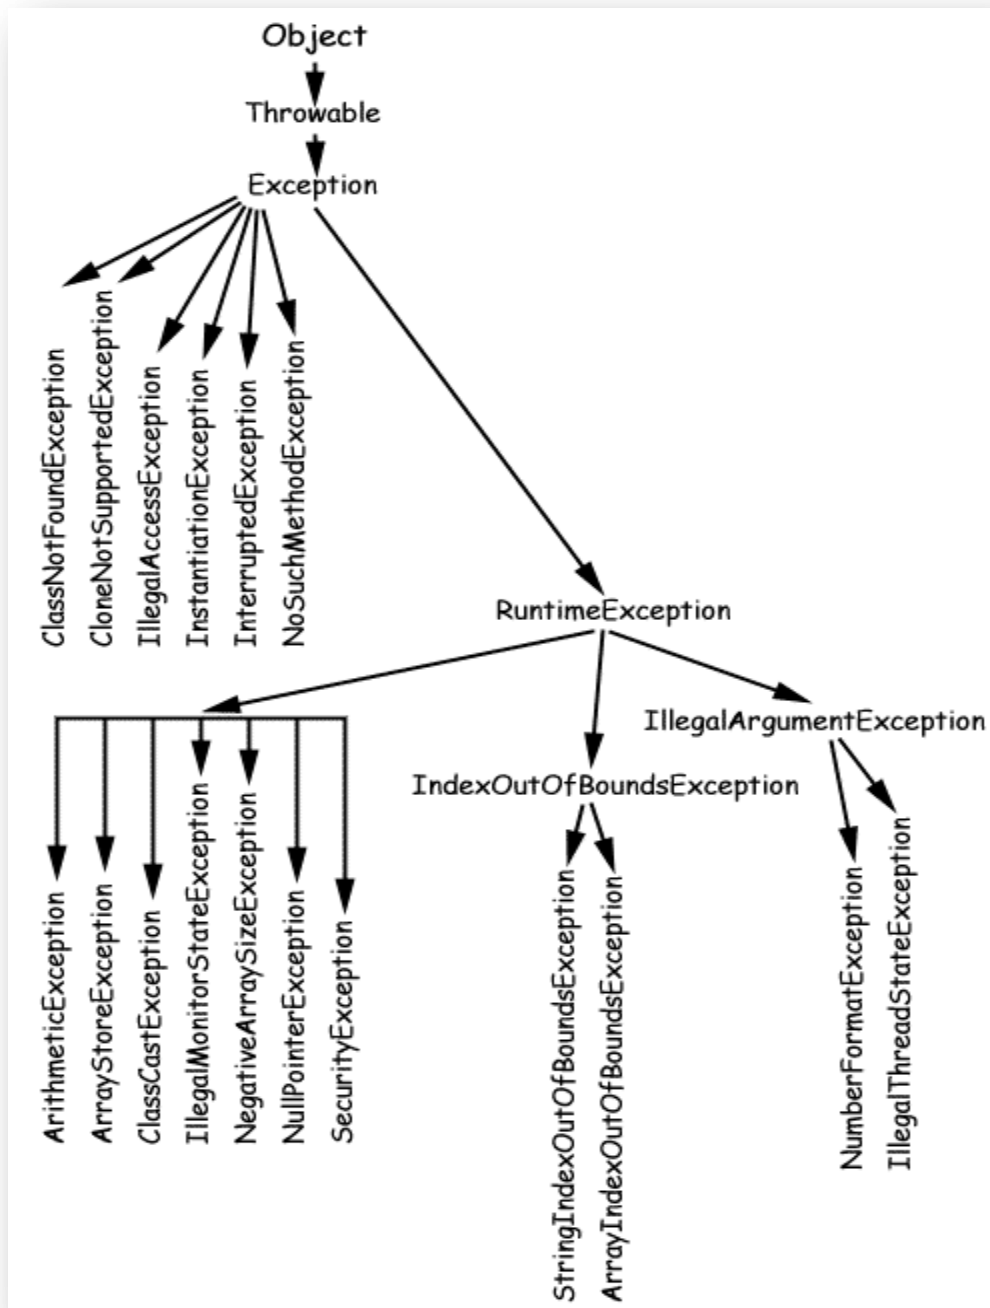 Object
Throwable
Exception
ClassNotFoundException
CloneNotSupportedException
IllegalAccessException
InstantiationException
InterruptedException
NoSuchMethodException
RuntimeException
IllegalArgumentException
IndexOutOfBoundsException
ArithmeticException
ArrayStoreException
ClassCastException
IllegalMonitorStateException
NegativeArraySizeException
NullPointerException
SecurityException
StringIndexOutOfBoundsException
ArrayIndexOutOfBoundsException
NumberFormatException
IllegalThreadStateException